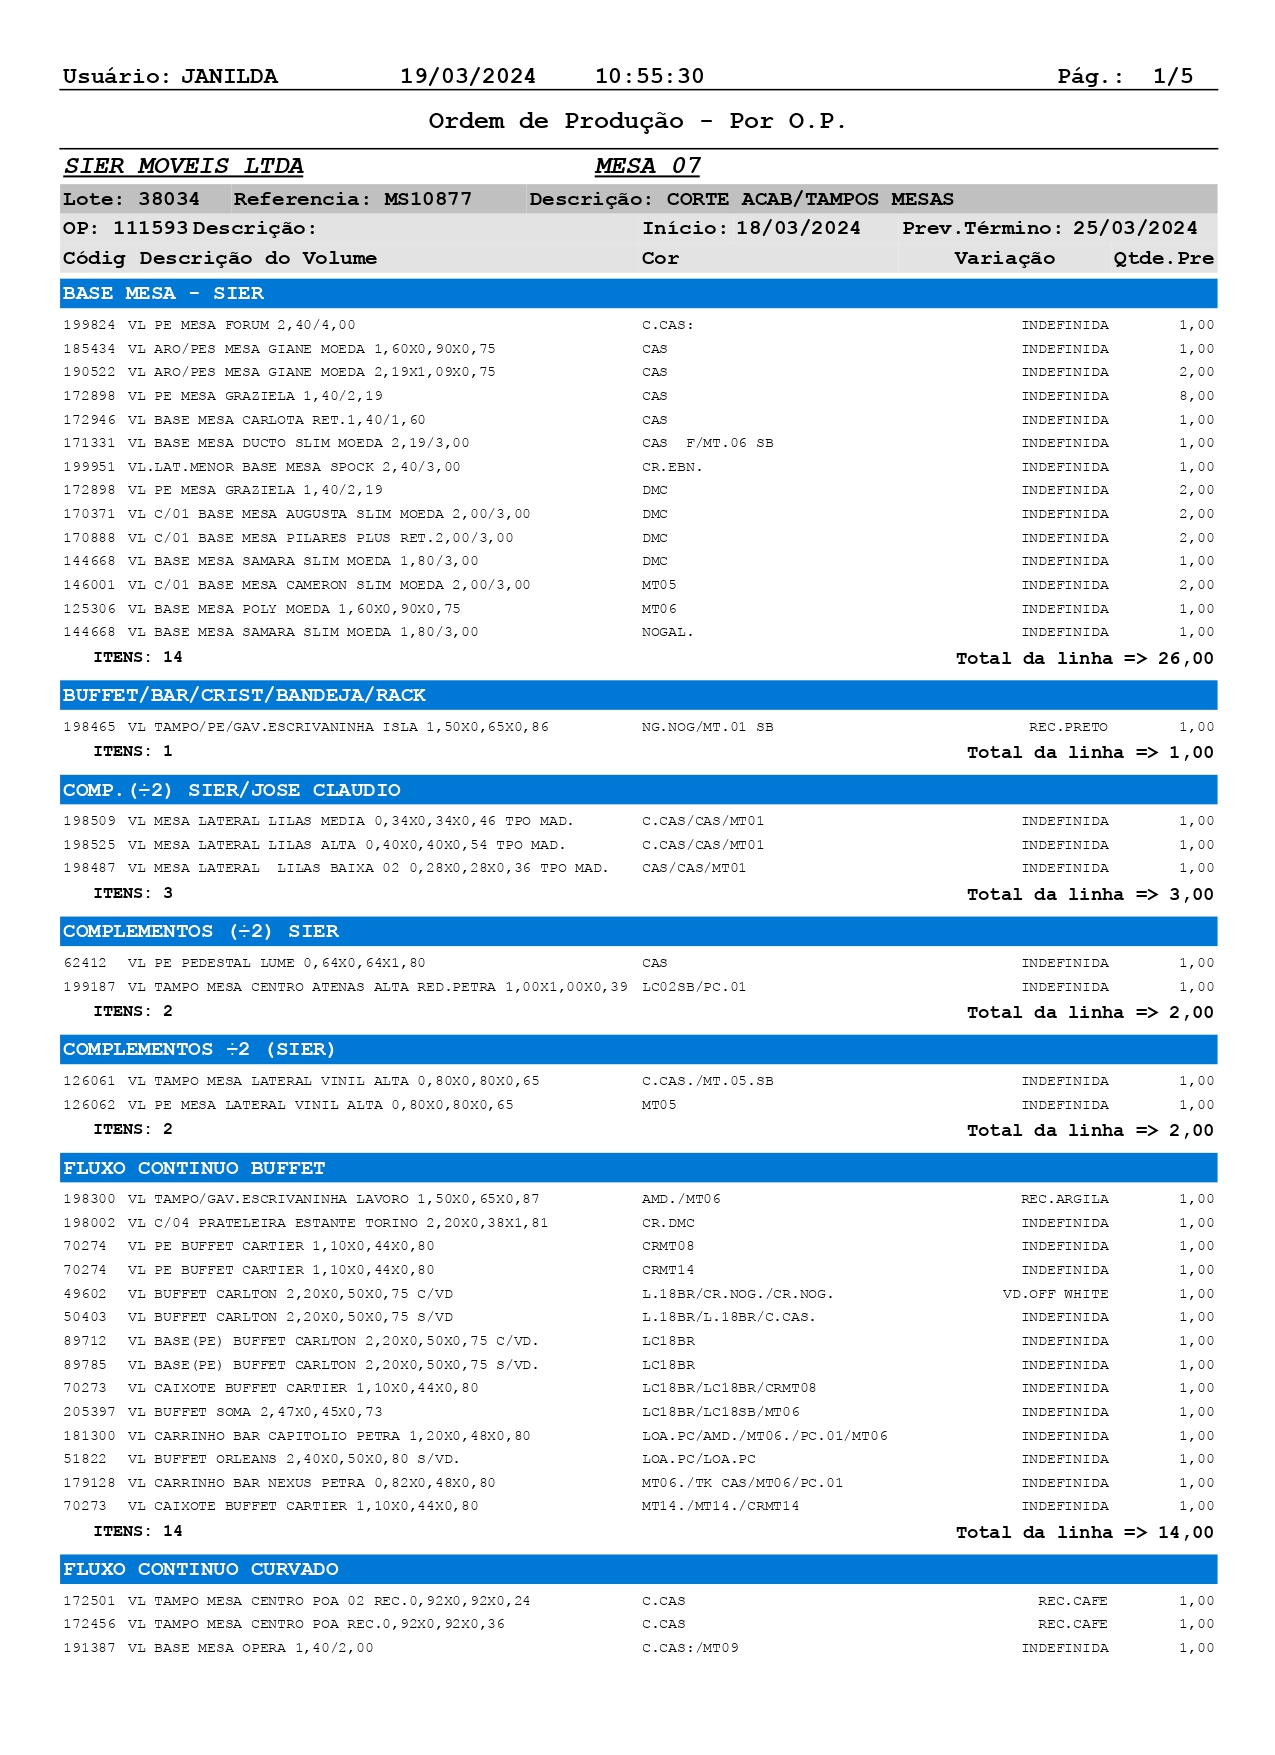 Usuário: JANILDA 19/03/2024 10:55:30 Pág.: 1/5
Ordem de Produção - Por O.P.
SIER MOVEIS LTDA MESA 07
Lote: 38034 Referencia: MS10877 Descrição: CORTE ACAB/TAMPOS MESAS
OP: 111593 Descrição: Início: 18/03/2024 Prev.Término: 25/03/2024
Códig Descrição do Volume Cor Variação Qtde.Pre
BASE MESA - SIER
199824 VL PE MESA FORUM 2,40/4,00 C.CAS: INDEFINIDA 1,00
185434 VL ARO/PES MESA GIANE MOEDA 1,60X0,90X0,75 CAS INDEFINIDA 1,00
190522 VL ARO/PES MESA GIANE MOEDA 2,19X1,09X0,75 CAS INDEFINIDA 2,00
172898 VL PE MESA GRAZIELA 1,40/2,19 CAS INDEFINIDA 8,00
172946 VL BASE MESA CARLOTA RET.1,40/1,60 CAS INDEFINIDA 1,00
171331 VL BASE MESA DUCTO SLIM MOEDA 2,19/3,00 CAS F/MT.06 SB INDEFINIDA 1,00
199951 VL.LAT.MENOR BASE MESA SPOCK 2,40/3,00 CR.EBN. INDEFINIDA 1,00
172898 VL PE MESA GRAZIELA 1,40/2,19 DMC INDEFINIDA 2,00
170371 VL C/01 BASE MESA AUGUSTA SLIM MOEDA 2,00/3,00 DMC INDEFINIDA 2,00
170888 VL C/01 BASE MESA PILARES PLUS RET.2,00/3,00 DMC INDEFINIDA 2,00
144668 VL BASE MESA SAMARA SLIM MOEDA 1,80/3,00 DMC INDEFINIDA 1,00
146001 VL C/01 BASE MESA CAMERON SLIM MOEDA 2,00/3,00 MT05 INDEFINIDA 2,00
125306 VL BASE MESA POLY MOEDA 1,60X0,90X0,75 MT06 INDEFINIDA 1,00
144668 VL BASE MESA SAMARA SLIM MOEDA 1,80/3,00 NOGAL. INDEFINIDA 1,00
ITENS: 14 Total da linha => 26,00
BUFFET/BAR/CRIST/BANDEJA/RACK
198465 VL TAMPO/PE/GAV.ESCRIVANINHA ISLA 1,50X0,65X0,86 NG.NOG/MT.01 SB REC.PRETO 1,00
ITENS: 1 Total da linha => 1,00
COMP.(÷2) SIER/JOSE CLAUDIO
198509 VL MESA LATERAL LILAS MEDIA 0,34X0,34X0,46 TPO MAD. C.CAS/CAS/MT01 INDEFINIDA 1,00
198525 VL MESA LATERAL LILAS ALTA 0,40X0,40X0,54 TPO MAD. C.CAS/CAS/MT01 INDEFINIDA 1,00
198487 VL MESA LATERAL  LILAS BAIXA 02 0,28X0,28X0,36 TPO MAD. CAS/CAS/MT01 INDEFINIDA 1,00
ITENS: 3 Total da linha => 3,00
COMPLEMENTOS (÷2) SIER
62412 VL PE PEDESTAL LUME 0,64X0,64X1,80 CAS INDEFINIDA 1,00
199187 VL TAMPO MESA CENTRO ATENAS ALTA RED.PETRA 1,00X1,00X0,39 LC02SB/PC.01 INDEFINIDA 1,00
ITENS: 2 Total da linha => 2,00
COMPLEMENTOS ÷2 (SIER)
126061 VL TAMPO MESA LATERAL VINIL ALTA 0,80X0,80X0,65 C.CAS./MT.05.SB INDEFINIDA 1,00
126062 VL PE MESA LATERAL VINIL ALTA 0,80X0,80X0,65 MT05 INDEFINIDA 1,00
ITENS: 2 Total da linha => 2,00
FLUXO CONTINUO BUFFET
198300 VL TAMPO/GAV.ESCRIVANINHA LAVORO 1,50X0,65X0,87 AMD./MT06 REC.ARGILA 1,00
198002 VL C/04 PRATELEIRA ESTANTE TORINO 2,20X0,38X1,81 CR.DMC INDEFINIDA 1,00
70274 VL PE BUFFET CARTIER 1,10X0,44X0,80 CRMT08 INDEFINIDA 1,00
70274 VL PE BUFFET CARTIER 1,10X0,44X0,80 CRMT14 INDEFINIDA 1,00
49602 VL BUFFET CARLTON 2,20X0,50X0,75 C/VD L.18BR/CR.NOG./CR.NOG. VD.OFF WHITE 1,00
50403 VL BUFFET CARLTON 2,20X0,50X0,75 S/VD L.18BR/L.18BR/C.CAS. INDEFINIDA 1,00
89712 VL BASE(PE) BUFFET CARLTON 2,20X0,50X0,75 C/VD. LC18BR INDEFINIDA 1,00
89785 VL BASE(PE) BUFFET CARLTON 2,20X0,50X0,75 S/VD. LC18BR INDEFINIDA 1,00
70273 VL CAIXOTE BUFFET CARTIER 1,10X0,44X0,80 LC18BR/LC18BR/CRMT08 INDEFINIDA 1,00
205397 VL BUFFET SOMA 2,47X0,45X0,73 LC18BR/LC18SB/MT06 INDEFINIDA 1,00
181300 VL CARRINHO BAR CAPITOLIO PETRA 1,20X0,48X0,80 LOA.PC/AMD./MT06./PC.01/MT06 INDEFINIDA 1,00
51822 VL BUFFET ORLEANS 2,40X0,50X0,80 S/VD. LOA.PC/LOA.PC INDEFINIDA 1,00
179128 VL CARRINHO BAR NEXUS PETRA 0,82X0,48X0,80 MT06./TK CAS/MT06/PC.01 INDEFINIDA 1,00
70273 VL CAIXOTE BUFFET CARTIER 1,10X0,44X0,80 MT14./MT14./CRMT14 INDEFINIDA 1,00
ITENS: 14 Total da linha => 14,00
FLUXO CONTINUO CURVADO
172501 VL TAMPO MESA CENTRO POA 02 REC.0,92X0,92X0,24 C.CAS REC.CAFE 1,00
172456 VL TAMPO MESA CENTRO POA REC.0,92X0,92X0,36 C.CAS REC.CAFE 1,00
191387 VL BASE MESA OPERA 1,40/2,00 C.CAS:/MT09 INDEFINIDA 1,00